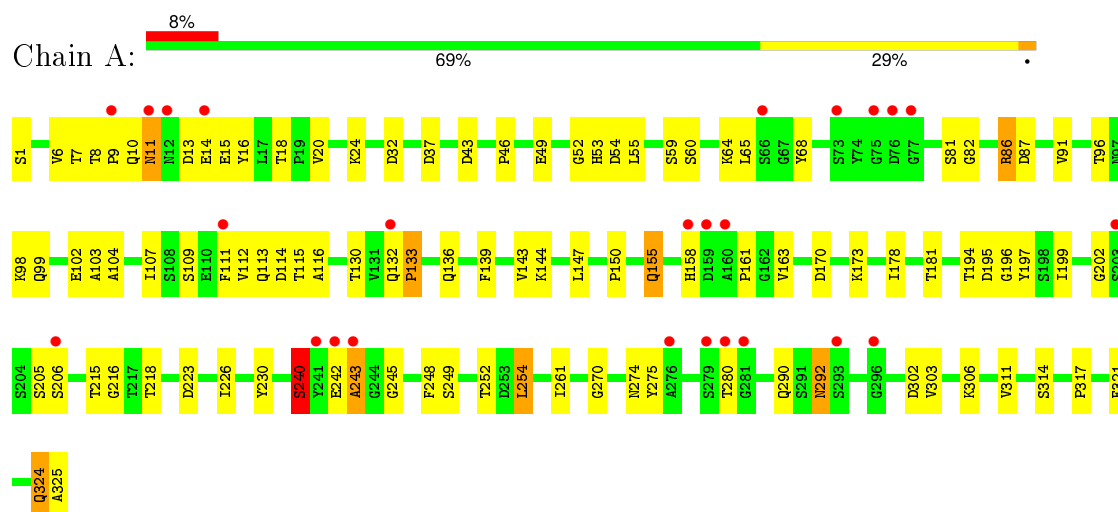 8%
Chain A:
69% 29% •
S1 V6 T7 T8 P9 Q10 N11 N12 D13 E14 E15 Y16 L17 T18 P19 V20 K24 D32 D37 D43 P46 E49 G52 H53 D54 L55 S59 S60 K64 L65 S66 G67 Y68 S73 Y74 G75 D76 G77 S81 G82 R86 D87 V91 T96 N97
K98 Q99 E102 A103 A104 I107 S108 S109 E110 F111 V112 Q113 D114 T115 A116 T130 V131 Q132 P133 Q136 F139 V143 K144 L147 P150 Q155 H158 D159 A160 P161 G162 V163 D170 K173 I178 T181 T194 D195 G196 Y197 S198 I199 G202 S203
S204 S205 S206 T215 G216 T217 T218 D223 I226 Y230 S240 Y241 E242 A243 G244 G245 F248 S249 T252 D253 L254 I261 G270 N274 Y275 A276 S279 T280 G281 Q290 S291 N292 S293 G296 D302 V303 K306 V311 S314 P317
Q324 A325